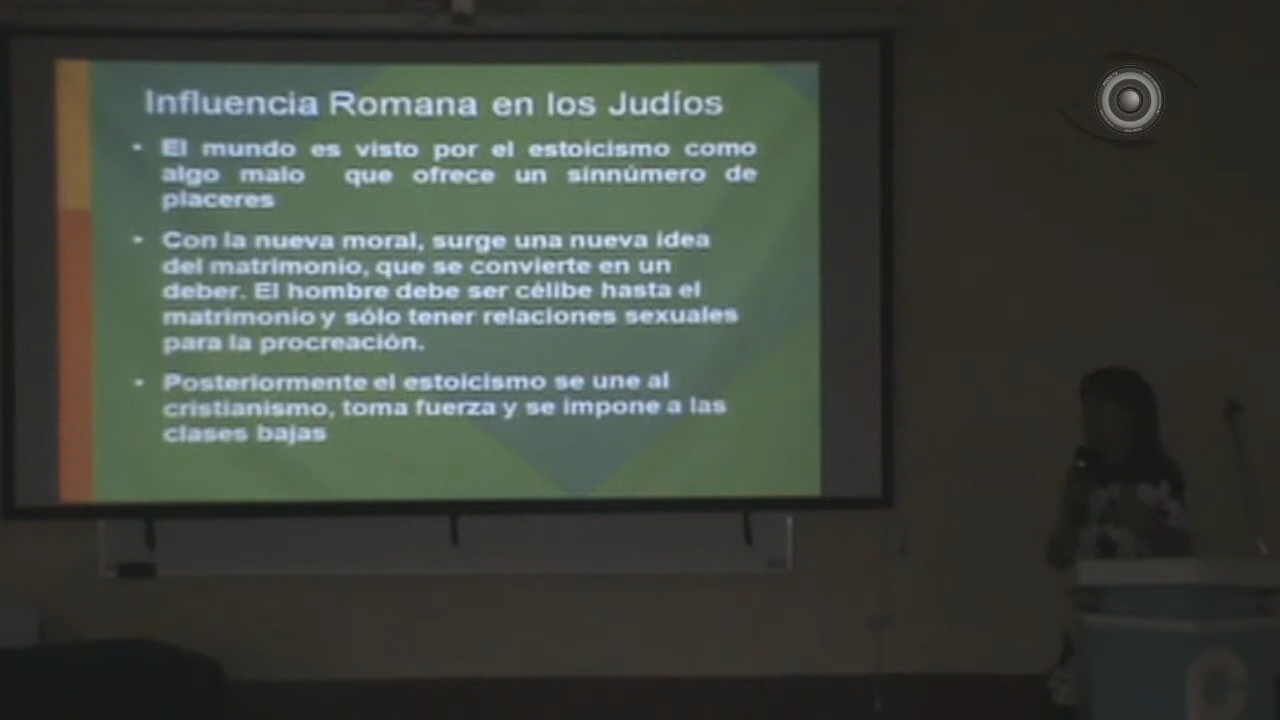 Influencia Romana en los Judíos
• El mundo es visto por el estoicismo como
algo malo que ofrece un sinnúmero de
placeres
• Con la nueva moral, surge una nueva idea
del matrimonio, que se convierte en un
deber. El hombre debe ser célibe hasta el
matrimonio y sólo tener relaciones sexuales
para la procreación.
• Posteriormente el estoicismo se une al
cristianismo, toma fuerza y se impone a las
clases bajas